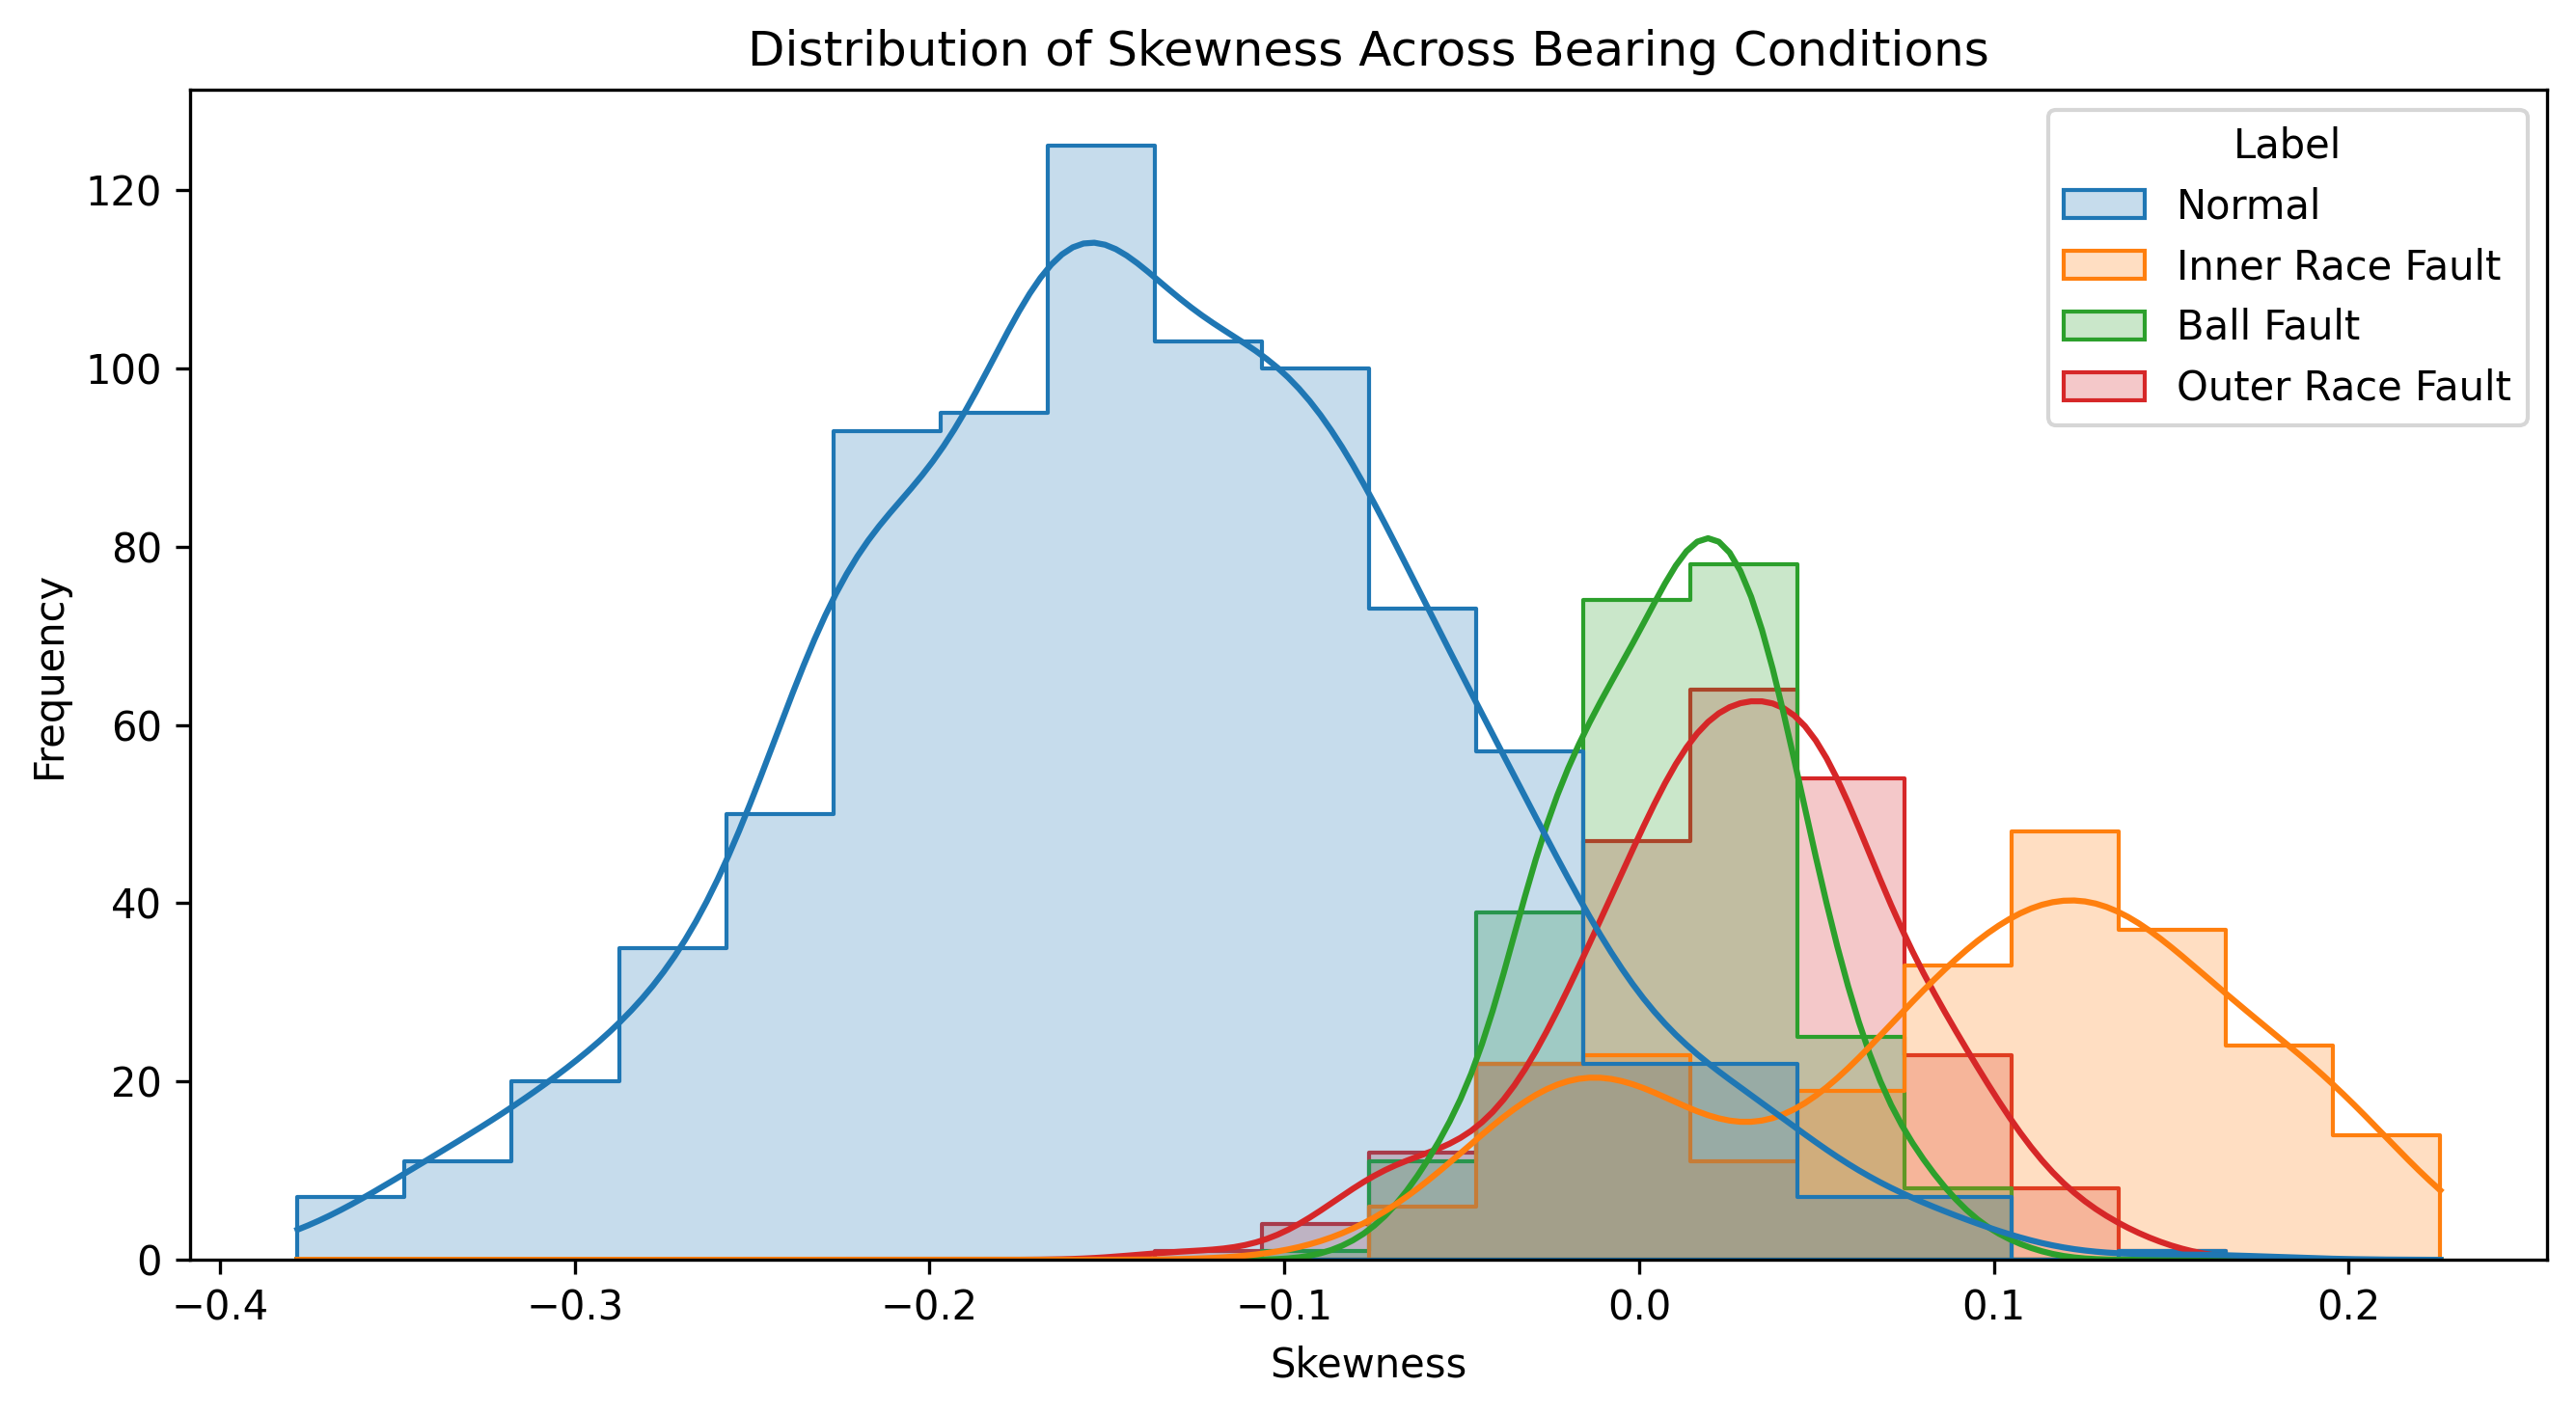 Distribution of Skewness Across Bearing Conditions
Label
Normal
Inner Race Fault
Ball Fault
Outer Race Fault
Frequency
120
100
80
60
40
20
0
−0.4 −0.3 −0.2 −0.1 0.0 0.1 0.2
Skewness